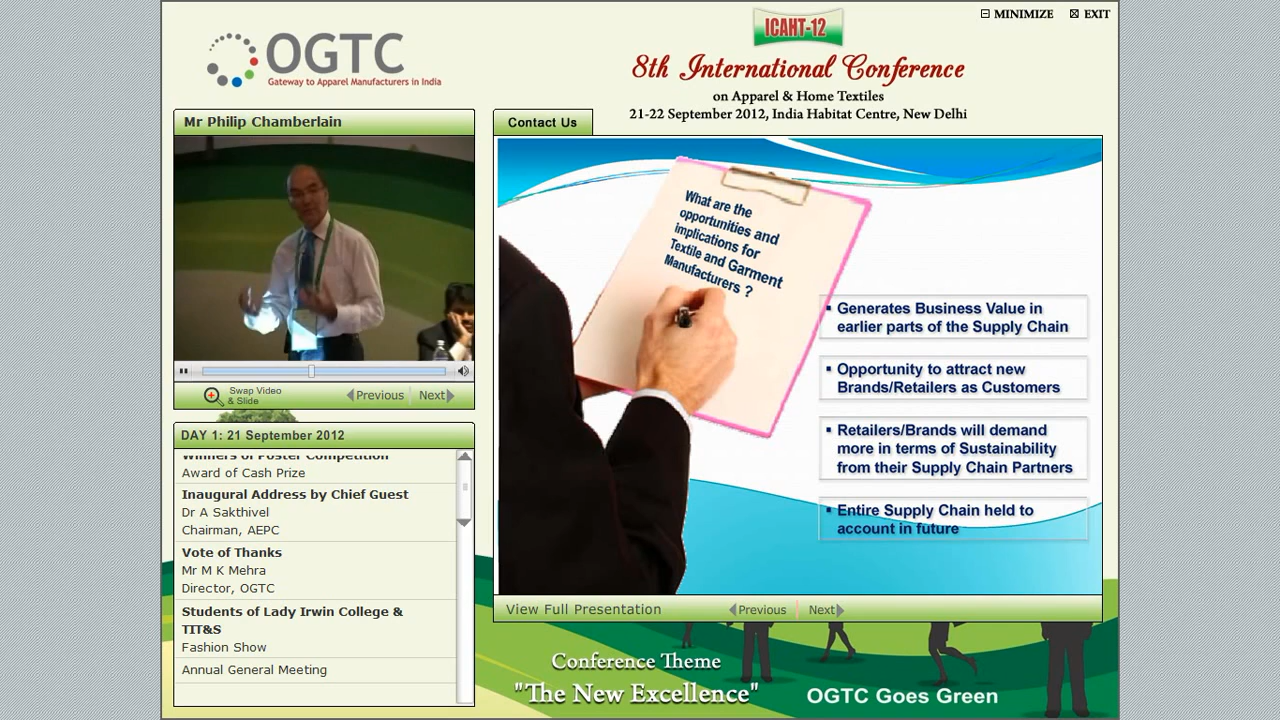 MINIMIZE
EXIT
ICAHT-12
OGTC
Gateway to Apparel Manufacturers in India
8th International Conference
on Apparel & Home Textiles
21-22 September 2012, India Habitat Centre, New Delhi
Mr Philip Chamberlain
Contact Us
What are the
opportunities and
implications for
Textile and Garment
Manufacturers ?
▪ Generates Business Value in
earlier parts of the Supply Chain
▪ Opportunity to attract new
Brands/Retailers as Customers
▪ Retailers/Brands will demand
more in terms of Sustainability
from their Supply Chain Partners
▪ Entire Supply Chain held to
account in future
Swap Video
& Slide
Previous
Next
DAY 1: 21 September 2012
Winners of Poster Competition
Award of Cash Prize
Inaugural Address by Chief Guest
Dr A Sakthivel
Chairman, AEPC
Vote of Thanks
Mr M K Mehra
Director, OGTC
Students of Lady Irwin College &
TIT&S
Fashion Show
Annual General Meeting
View Full Presentation
Previous
Next
Conference Theme
"The New Excellence"
OGTC Goes Green